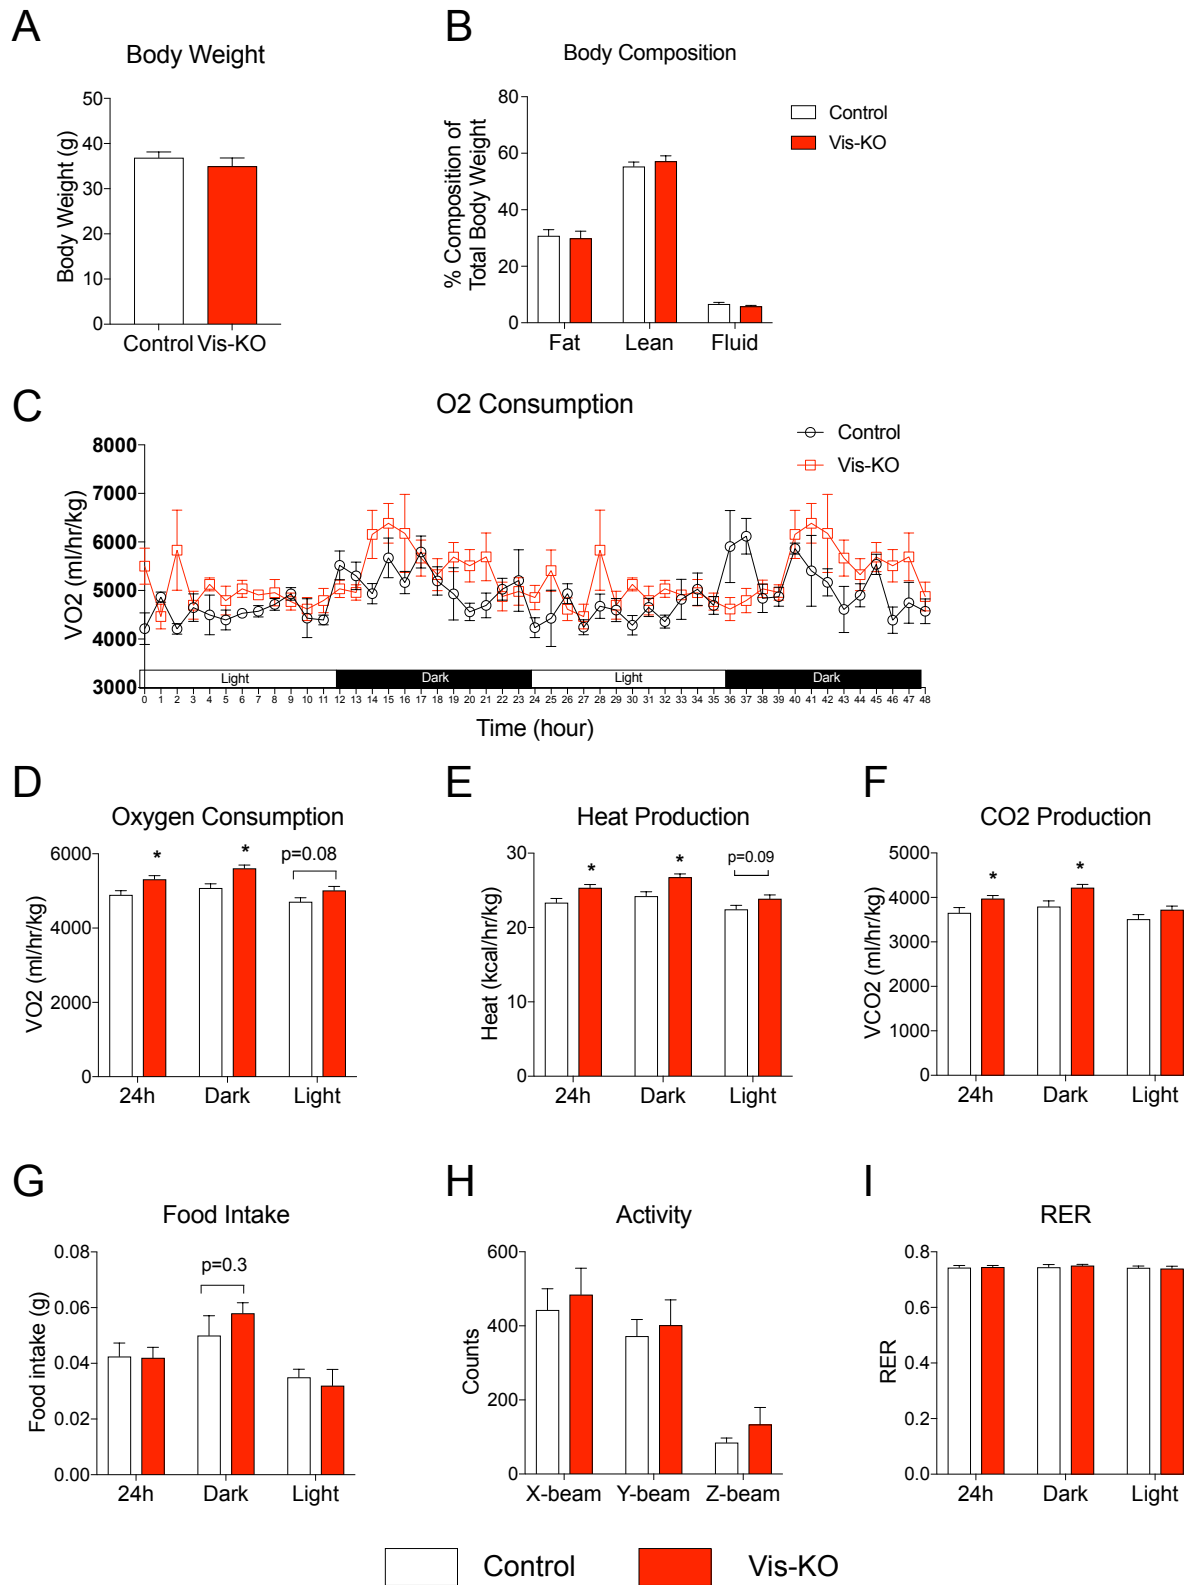 A
Body Weight
Body Weight (g)
50
40
30
20
10
0
Control Vis-KO
B
Body Composition
% Composition of
Total Body Weight
80
60
40
20
0
Fat Lean Fluid
Control
Vis-KO
C
O2 Consumption
Control
Vis-KO
VO2 (ml/hr/kg)
8000
7000
6000
5000
4000
3000
Light Dark Light Dark
0 1 2 3 4 5 6 7 8 9 10 11 12 13 14 15 16 17 18 19 20 21 22 23 24 25 26 27 28 29 30 31 32 33 34 35 36 37 38 39 40 41 42 43 44 45 46 47 48
Time (hour)
D
Oxygen Consumption
VO2 (ml/hr/kg)
6000
4000
2000
0
* * p=0.08
24h Dark Light
E
Heat Production
Heat (kcal/hr/kg)
30
20
10
0
* * p=0.09
24h Dark Light
F
CO2 Production
VCO2 (ml/hr/kg)
5000
4000
3000
2000
1000
0
* *
24h Dark Light
G
Food Intake
Food intake (g)
0.08
0.06
0.04
0.02
0.00
p=0.3
24h Dark Light
H
Activity
Counts
600
400
200
0
X-beam Y-beam Z-beam
I
RER
RER
0.8
0.6
0.4
0.2
0.0
24h Dark Light
Control Vis-KO